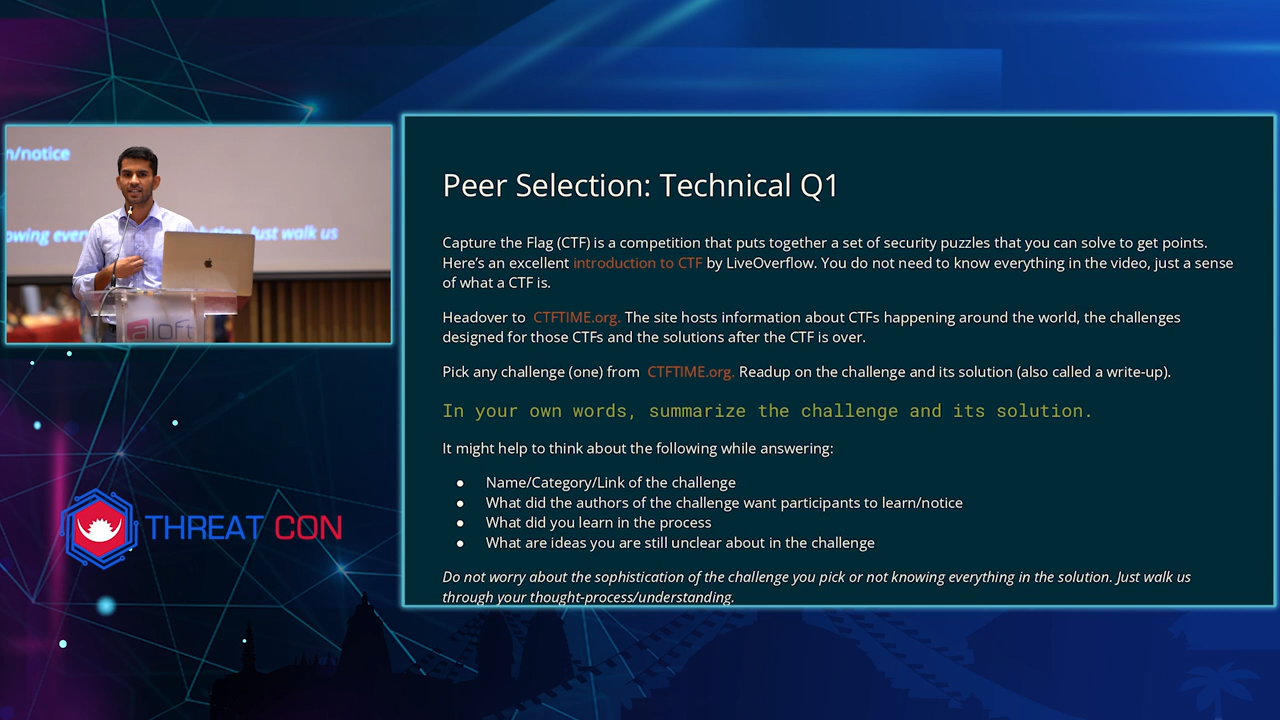 n/notice
owing ever
ution. Just walk us
aloft
THREAT CON
Peer Selection: Technical Q1
Capture the Flag (CTF) is a competition that puts together a set of security puzzles that you can solve to get points.
Here's an excellent introduction to CTF by LiveOverflow. You do not need to know everything in the video, just a sense
of what a CTF is.
Headover to CTFTIME.org. The site hosts information about CTFs happening around the world, the challenges
designed for those CTFs and the solutions after the CTF is over.
Pick any challenge (one) from CTFTIME.org. Readup on the challenge and its solution (also called a write-up).
In your own words, summarize the challenge and its solution.
It might help to think about the following while answering:
● Name/Category/Link of the challenge
● What did the authors of the challenge want participants to learn/notice
● What did you learn in the process
● What are ideas you are still unclear about in the challenge
Do not worry about the sophistication of the challenge you pick or not knowing everything in the solution. Just walk us
through your thought-process/understanding.